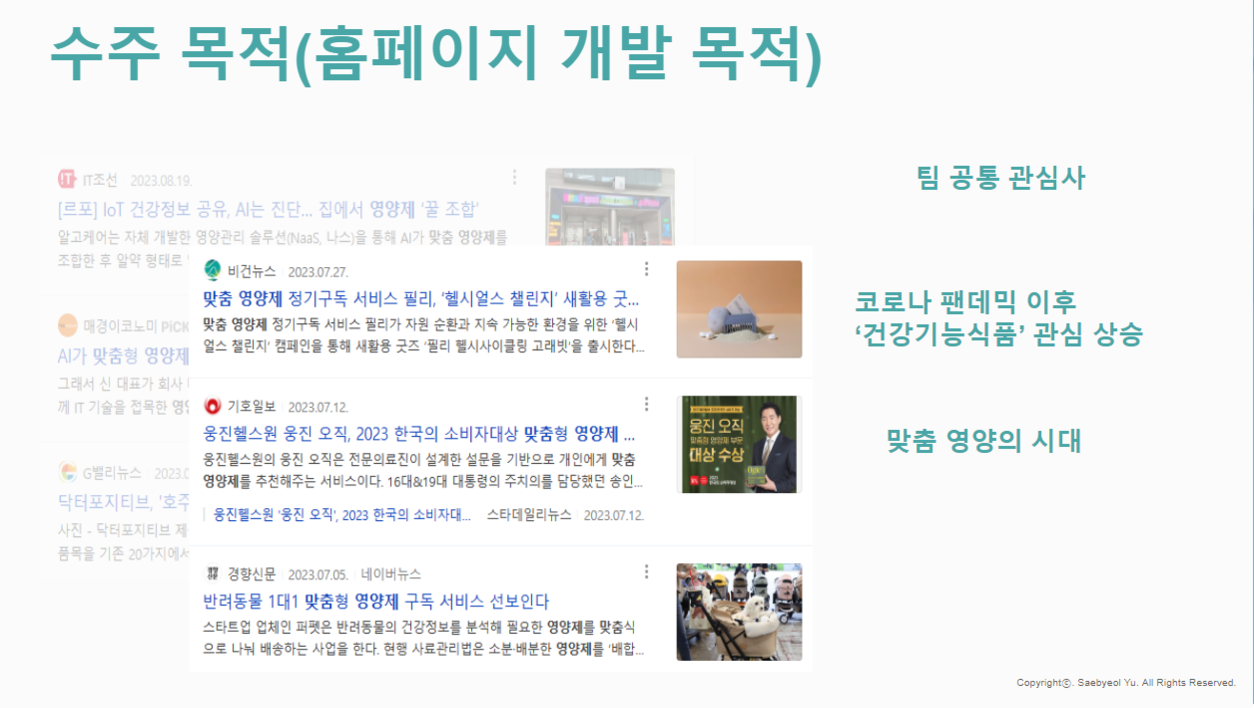 수주 목적(홈페이지 개발 목적)
IT조선 2023.08.19.
[르포] IoT 건강정보 공유, AI는 진단... 집에서 영양제 ‘꿀 조합’
알고케어는 자체 개발한 영양관리 솔루션(NaaS, 나스)을 통해 AI가 맞춤 영양제를
조합한 후 알약 형태로
매경이코노미 PICK
AI가 맞춤형 영양제
그래서 신 대표가 회사
께 IT 기술을 접목한 영양
G밸리뉴스 2023.0
닥터포지티브, ‘호주
사진 - 닥터포지티브 제
품목을 기존 20가지에서
비건뉴스 2023.07.27.
맞춤 영양제 정기구독 서비스 필리, ‘헬시얼스 챌린지’ 새활용 굿...
맞춤 영양제 정기구독 서비스 필리가 자원 순환과 지속 가능한 환경을 위한 ‘헬시
얼스 챌린지’ 캠페인을 통해 새활용 굿즈 ‘필리 헬시사이클링 고래빗’을 출시한다...
기호일보 2023.07.12.
웅진헬스원 웅진 오직, 2023 한국의 소비자대상 맞춤형 영양제 ...
웅진헬스원의 웅진 오직은 전문의료진이 설계한 설문을 기반으로 개인에게 맞춤
영양제를 추천해주는 서비스이다. 16대&19대 대통령의 주치의를 담당했던 송인...
웅진헬스원 ‘웅진 오직’, 2023 한국의 소비자대... 스타데일리뉴스 2023.07.12.
웅진 오직
맞춤형 영양제 부문
대상 수상
경향신문 2023.07.05. 네이버뉴스
반려동물 1대1 맞춤형 영양제 구독 서비스 선보인다
스타트업 업체인 퍼펫은 반려동물의 건강정보를 분석해 필요한 영양제를 맞춤식
으로 나눠 배송하는 사업을 한다. 현행 사료관리법은 소분·배분한 영양제를 ‘배합...
팀 공통 관심사
코로나 팬데믹 이후
‘건강기능식품’ 관심 상승
맞춤 영양의 시대
Copyrightⓒ. Saebyeol Yu. All Rights Reserved.